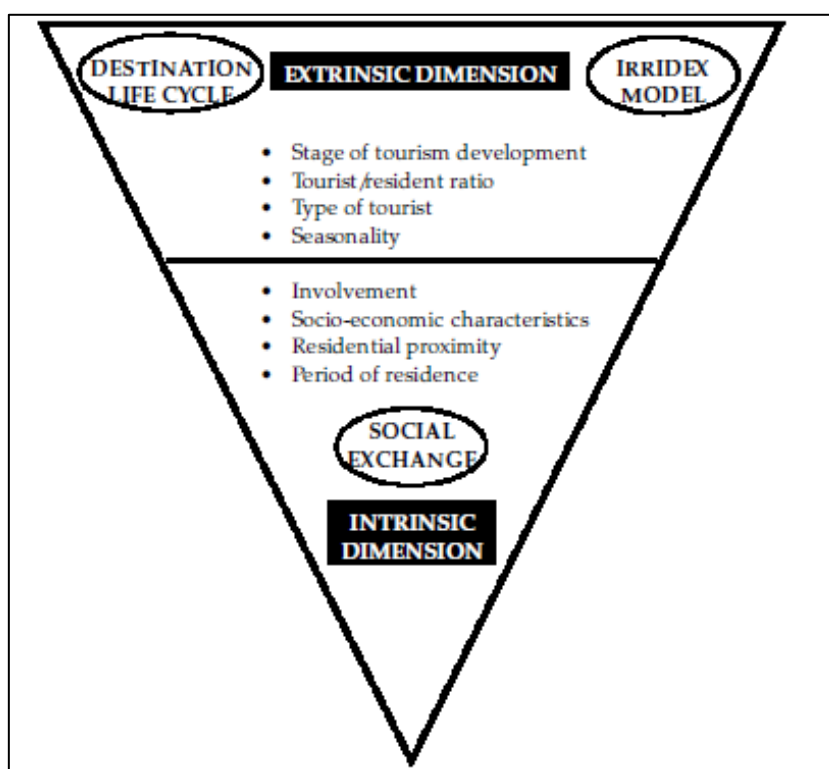 DESTINATION
LIFE CYCLE
EXTRINSIC DIMENSION
IRRIDEX
MODEL
• Stage of tourism development
• Tourist/resident ratio
• Type of tourist
• Seasonality
• Involvement
• Socio-economic characteristics
• Residential proximity
• Period of residence
SOCIAL
EXCHANGE
INTRINSIC
DIMENSION